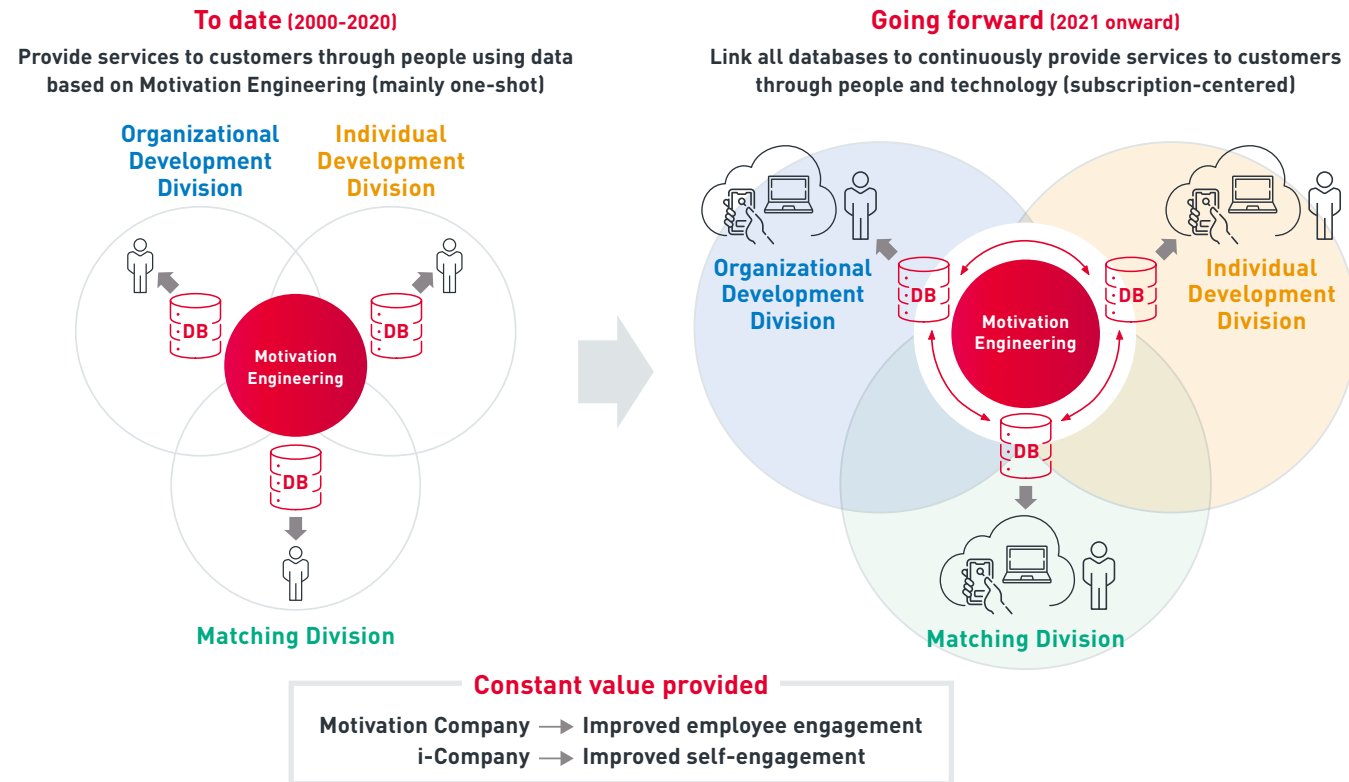 To date (2000-2020)
Provide services to customers through people using data
based on Motivation Engineering (mainly one-shot)
Organizational
Development
Division
Individual
Development
Division
DB
DB
Motivation
Engineering
DB
Matching Division
Going forward (2021 onward)
Link all databases to continuously provide services to customers
through people and technology (subscription-centered)
Organizational
Development
Division
DB
DB
Individual
Development
Division
Motivation
Engineering
DB
Matching Division
Constant value provided
Motivation Company → Improved employee engagement
i-Company → Improved self-engagement